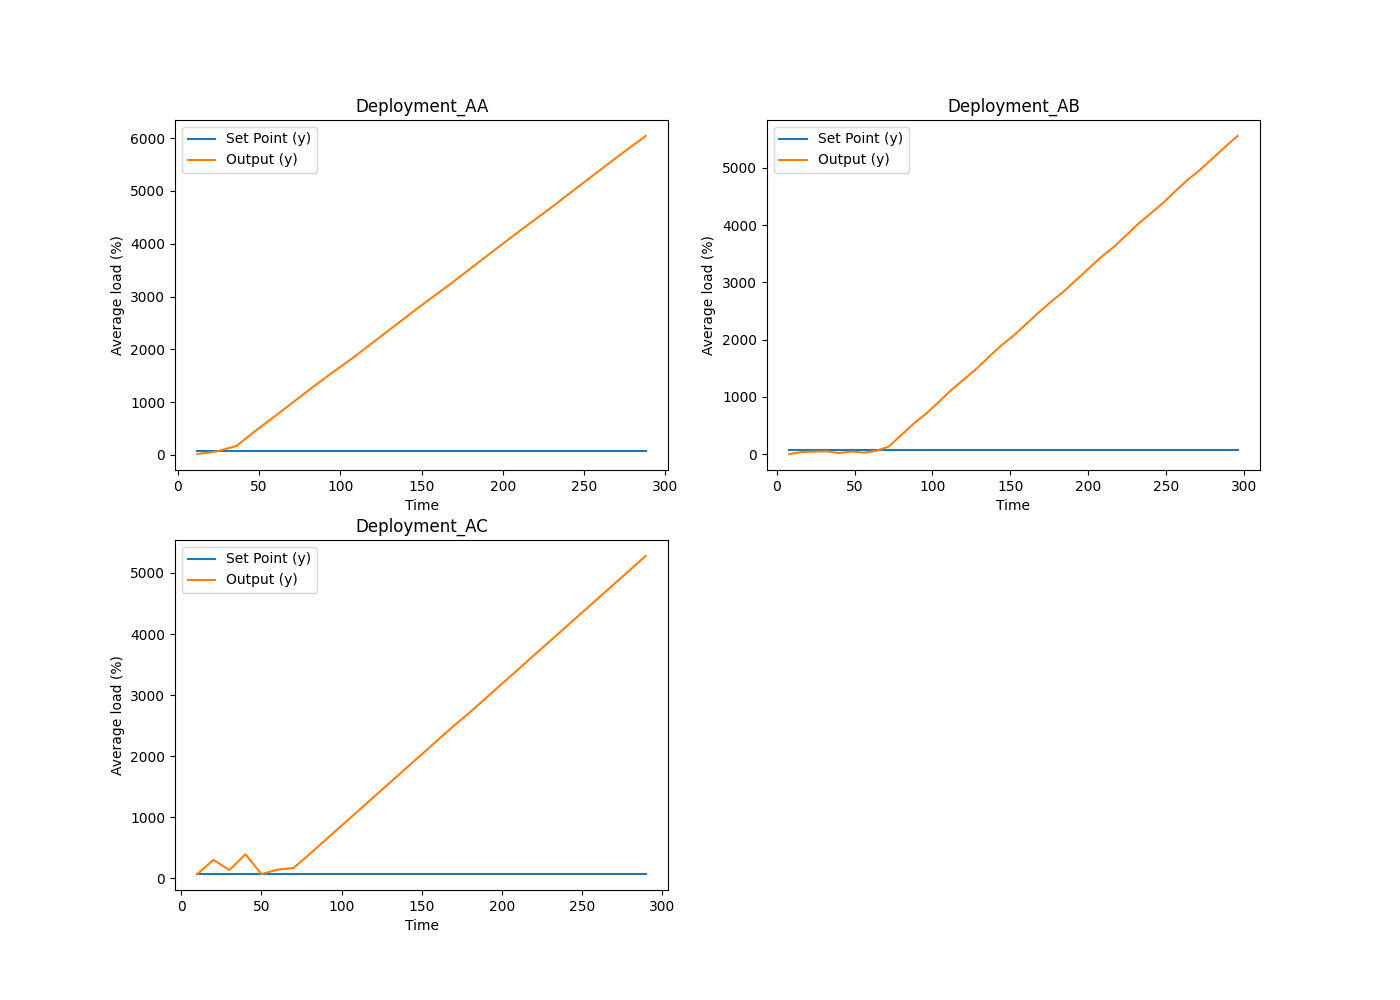 Deployment_AA
Set Point (y)
Output (y)
6000
5000
4000
3000
2000
1000
0
Average load (%)
0 50 100 150 200 250 300
Time
Deployment_AB
Set Point (y)
Output (y)
5000
4000
3000
2000
1000
0
Average load (%)
0 50 100 150 200 250 300
Time
Deployment_AC
Set Point (y)
Output (y)
5000
4000
3000
2000
1000
0
Average load (%)
0 50 100 150 200 250 300
Time